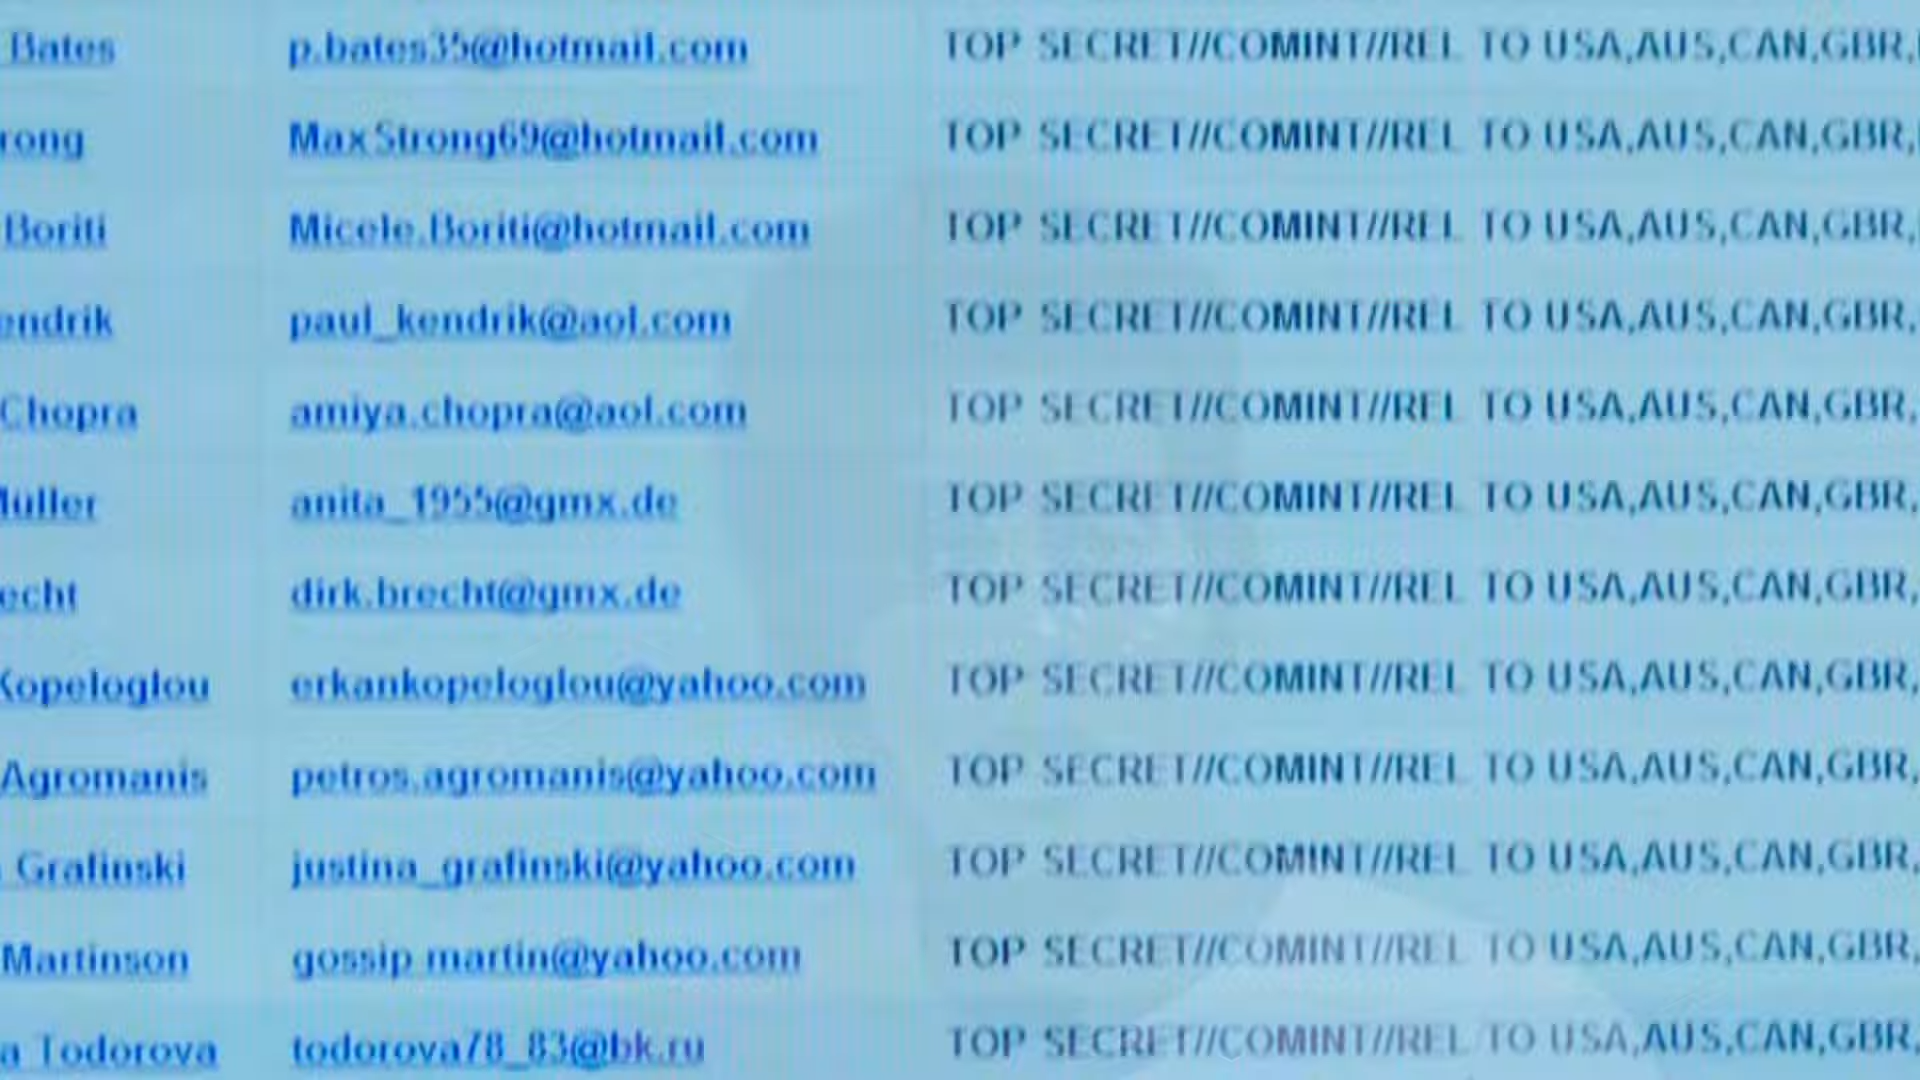 Bates p.bates35@hotmail.com TOP SECRET//COMINT//REL TO USA,AUS,CAN,GBR,
rong MaxStrong69@hotmail.com TOP SECRET//COMINT//REL TO USA,AUS,CAN,GBR,
Boriti Micele.Boriti@hotmail.com TOP SECRET//COMINT//REL TO USA,AUS,CAN,GBR,
endrik paul_kendrik@aol.com TOP SECRET//COMINT//REL TO USA,AUS,CAN,GBR,
Chopra amiya.chopra@aol.com TOP SECRET//COMINT//REL TO USA,AUS,CAN,GBR,
Müller anita_1955@gmx.de TOP SECRET//COMINT//REL TO USA,AUS,CAN,GBR,
echt dirk.brecht@gmx.de TOP SECRET//COMINT//REL TO USA,AUS,CAN,GBR,
Kopeloglou erkankopeloglou@yahoo.com TOP SECRET//COMINT//REL TO USA,AUS,CAN,GBR,
Agromanis petros.agromanis@yahoo.com TOP SECRET//COMINT//REL TO USA,AUS,CAN,GBR,
Grafinski justina_grafinski@yahoo.com TOP SECRET//COMINT//REL TO USA,AUS,CAN,GBR,
Martinson gossip martin@yahoo.com TOP SECRET//COMINT//REL TO USA,AUS,CAN,GBR,
a Todorova todorova78_83@bk.ru TOP SECRET//COMINT//REL TO USA,AUS,CAN,GBR,